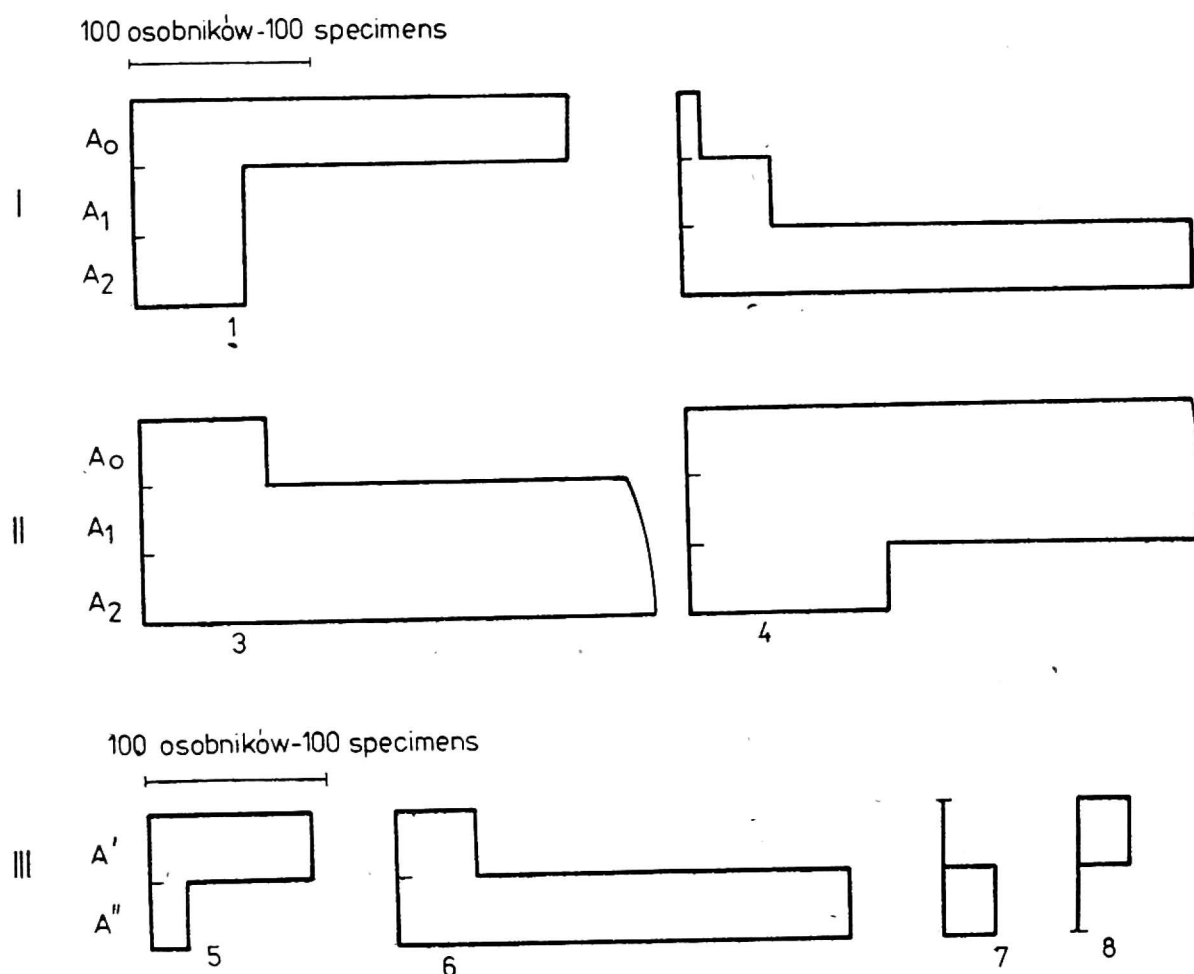 100 osobników-100 specimens
I
A₀
A₁
A₂
1
II
A₀
A₁
A₂
3
4
100 osobników-100 specimens
III
A'
A"
5
6
7
8